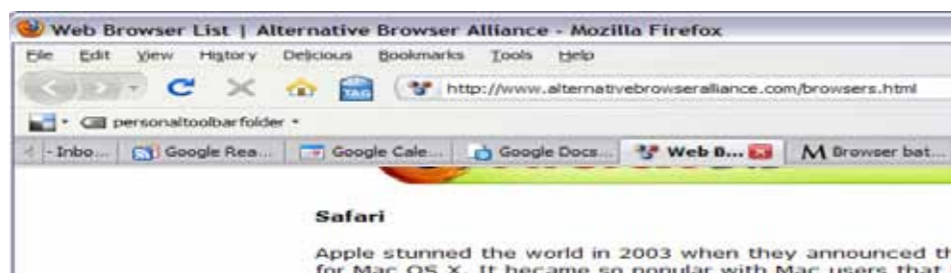 Web Browser List | Alternative Browser Alliance - Mozilla Firefox
File Edit View History Delicious Bookmarks Tools Help
TAG http://www.alternativebrowseralliance.com/browsers.html
personaltoolbarfolder
- Inbo... Google Rea... Google Cale... Google Docs... Web B... M Browser bat...
Safari
Apple stunned the world in 2003 when they announced th
for Mac OS X. It became so popular with Mac users that